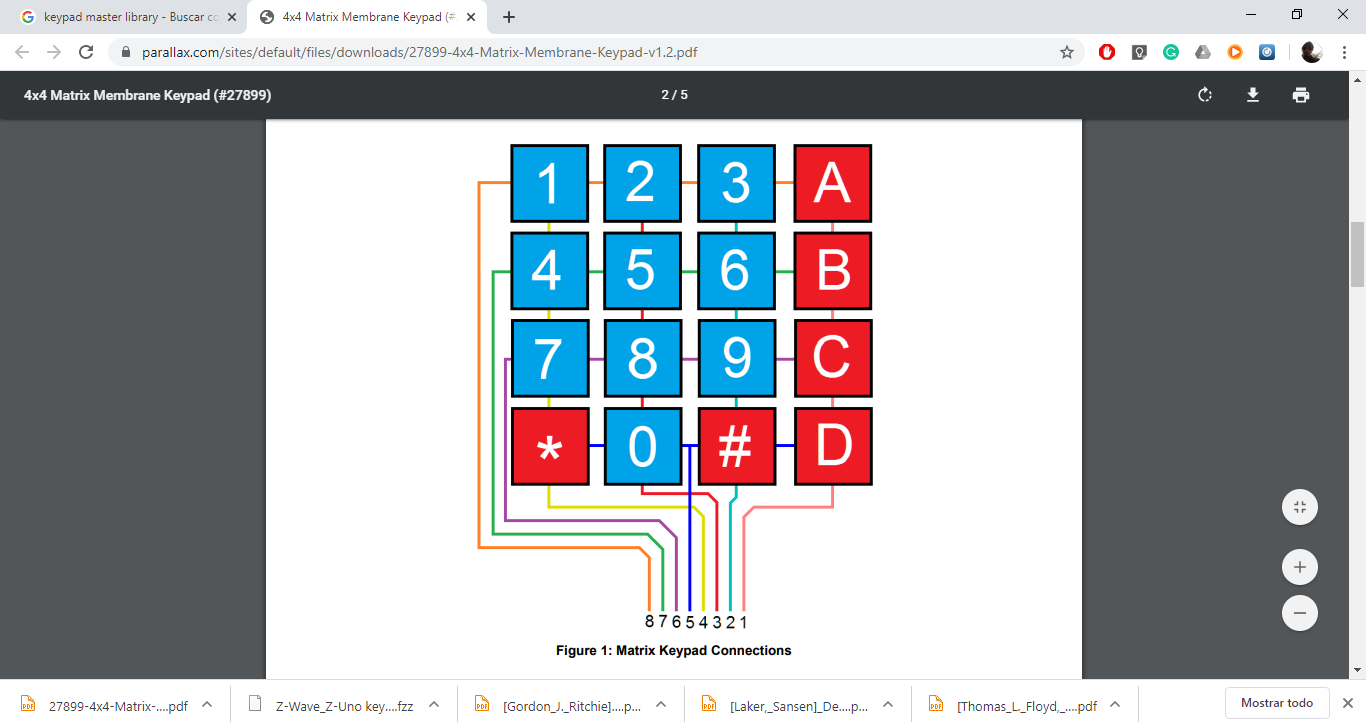 keypad master library - Buscar co
4x4 Matrix Membrane Keypad (#
parallax.com/sites/default/files/downloads/27899-4x4-Matrix-Membrane-Keypad-v1.2.pdf
4x4 Matrix Membrane Keypad (#27899)
2 / 5
1 2 3 A
4 5 6 B
7 8 9 C
* 0 # D
8 7 6 5 4 3 2 1
Figure 1: Matrix Keypad Connections
27899-4x4-Matrix-....pdf
Z-Wave_Z-Uno key....fzz
[Gordon_J._Ritchie]....p...
[Laker,_Sansen]_De....p...
[Thomas_L._Floyd,_....pdf
Mostrar todo